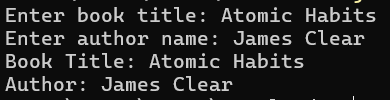 Enter book title: Atomic Habits
Enter author name: James Clear
Book Title: Atomic Habits
Author: James Clear